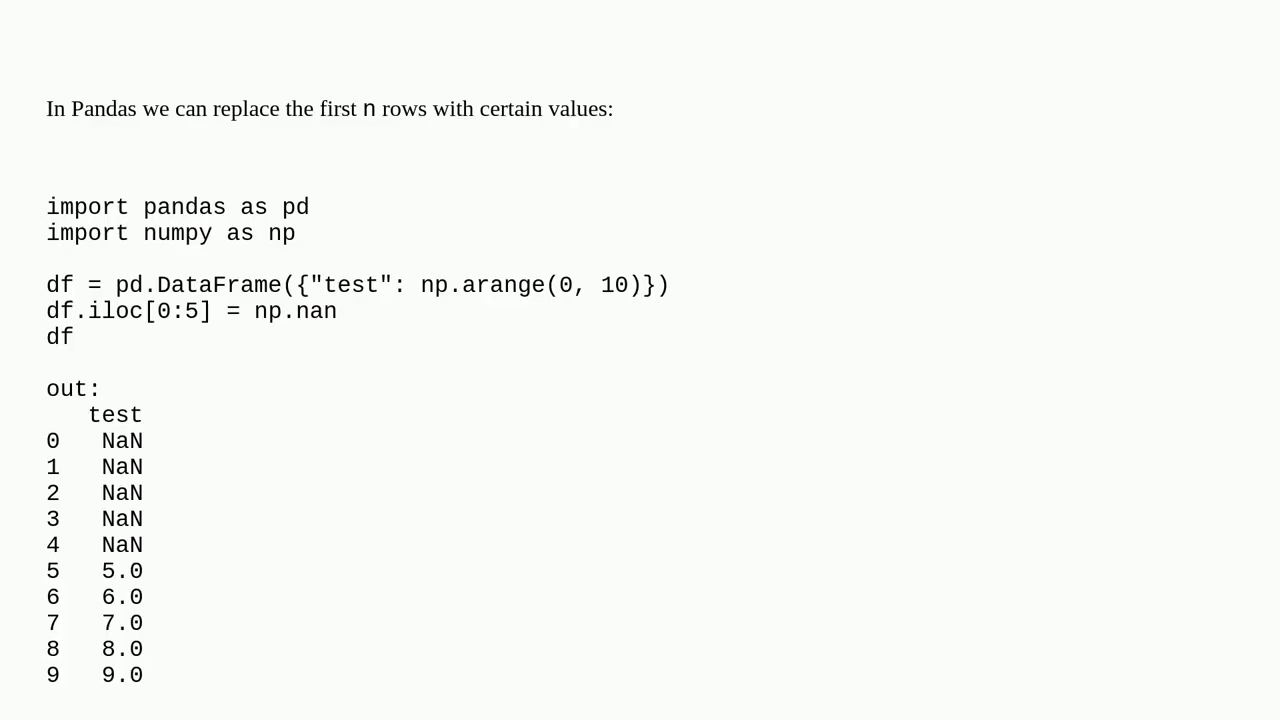 In Pandas we can replace the first n rows with certain values:
import pandas as pd
import numpy as np
df = pd.DataFrame({"test": np.arange(0, 10)})
df.iloc[0:5] = np.nan
df
out:
   test
0   NaN
1   NaN
2   NaN
3   NaN
4   NaN
5   5.0
6   6.0
7   7.0
8   8.0
9   9.0